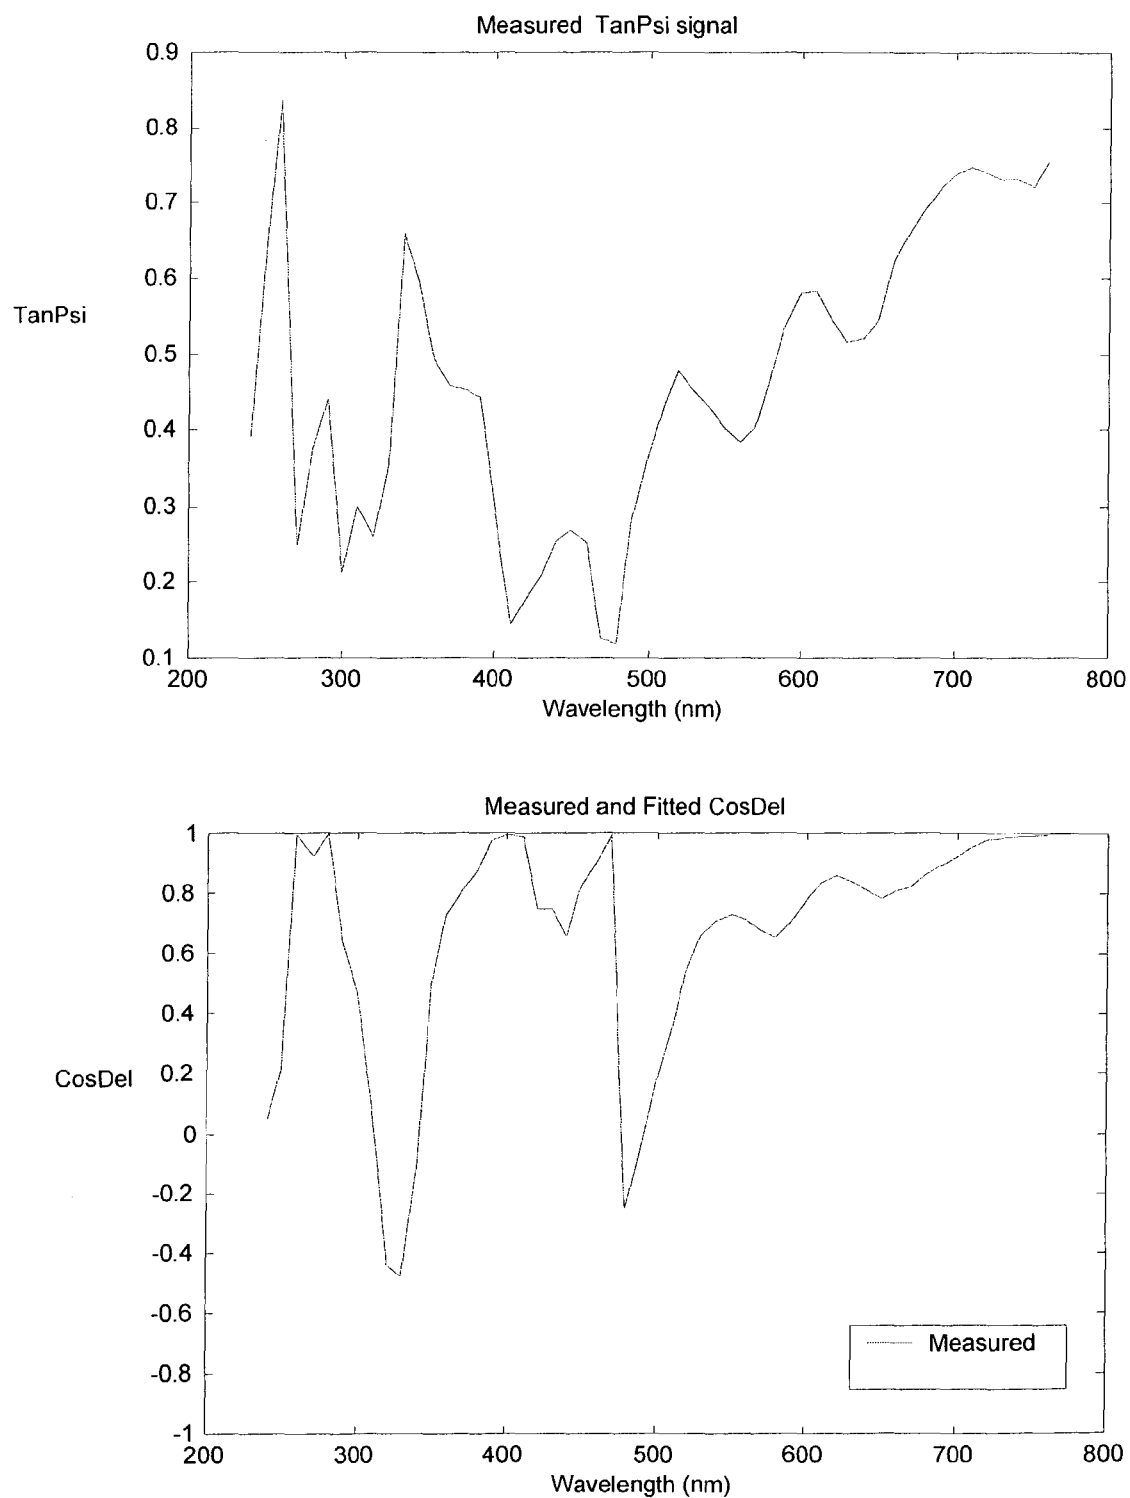 Measured TanPsi signal
0.9
0.8
0.7
0.6
TanPsi
0.5
0.4
0.3
0.2
0.1
200 300 400 500 600 700 800
Wavelength (nm)
Measured and Fitted CosDel
1
0.8
0.6
0.4
CosDel 0.2
0
-0.2
-0.4
-0.6
-0.8
-1
Measured
200 300 400 500 600 700 800
Wavelength (nm)